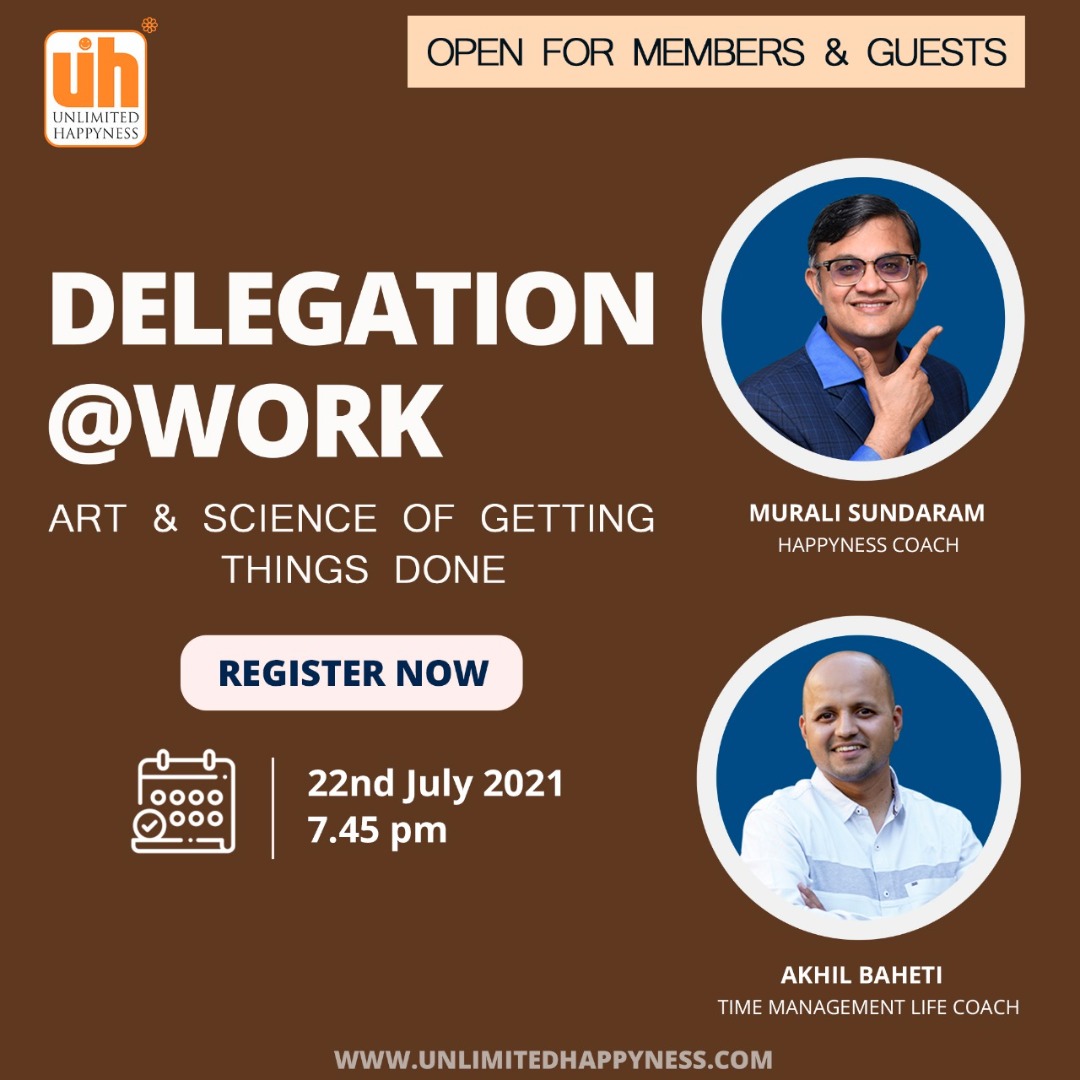 uh
UNLIMITED
HAPPYNESS
OPEN FOR MEMBERS & GUESTS
DELEGATION
@WORK
ART & SCIENCE OF GETTING
THINGS DONE
REGISTER NOW
22nd July 2021
7.45 pm
MURALI SUNDARAM
HAPPYNESS COACH
AKHIL BAHETI
TIME MANAGEMENT LIFE COACH
WWW.UNLIMITEDHAPPYNESS.COM